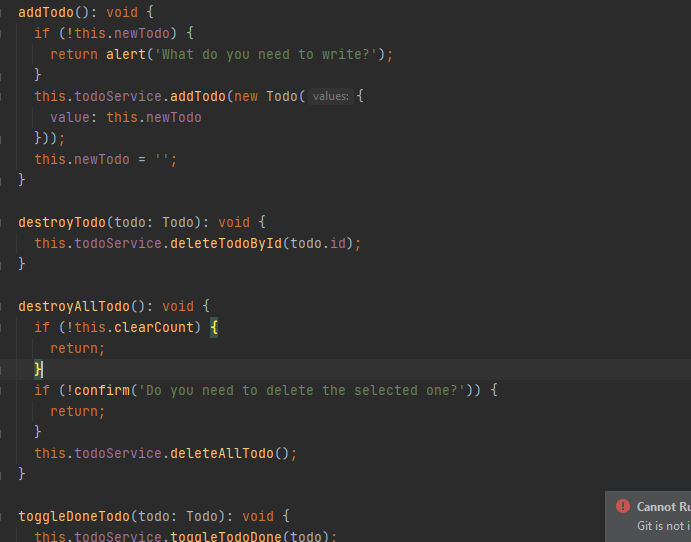 addTodo(): void {
if (!this.newTodo) {
return alert('What do you need to write?');
}
this.todoService.addTodo(new Todo( values: {
value: this.newTodo
}));
this.newTodo = '';
}
destroyTodo(todo: Todo): void {
this.todoService.deleteTodoById(todo.id);
}
destroyAllTodo(): void {
if (!this.clearCount) {
return;
}
if (!confirm('Do you need to delete the selected one?')) {
return;
}
this.todoService.deleteAllTodo();
}
toggleDoneTodo(todo: Todo): void {
this.todoService.toggleTodoDone(todo);
Cannot Ru
Git is not i